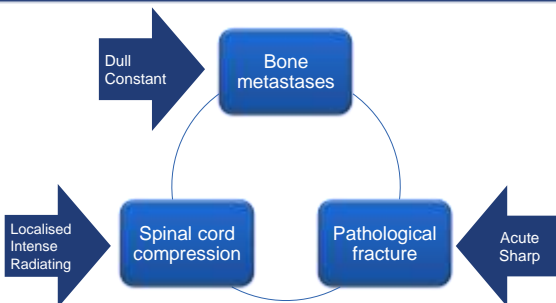 Dull
Constant
Bone
metastases
Localised
Intense
Radiating
Spinal cord
compression
Pathological
fracture
Acute
Sharp